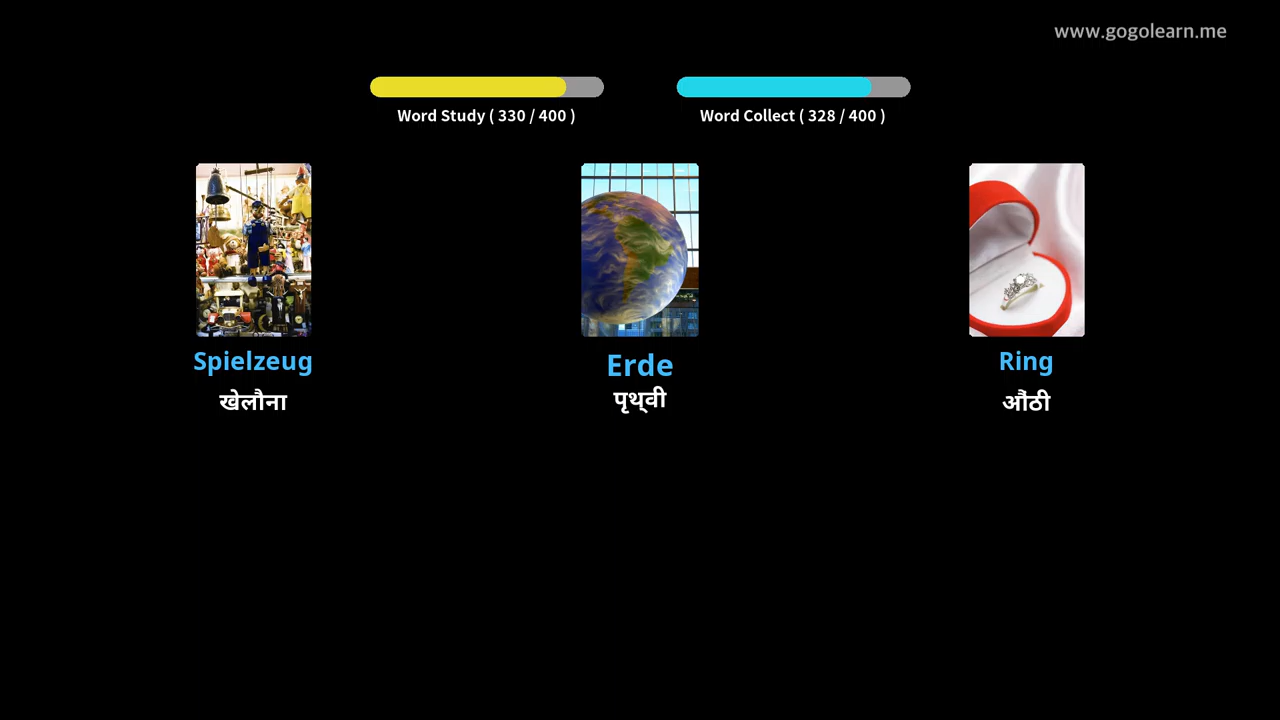 www.gogolearn.me
Word Study ( 330 / 400 )
Word Collect ( 328 / 400 )
Spielzeug
Erde
Ring
खेलौना
पृथ्वी
औंठी